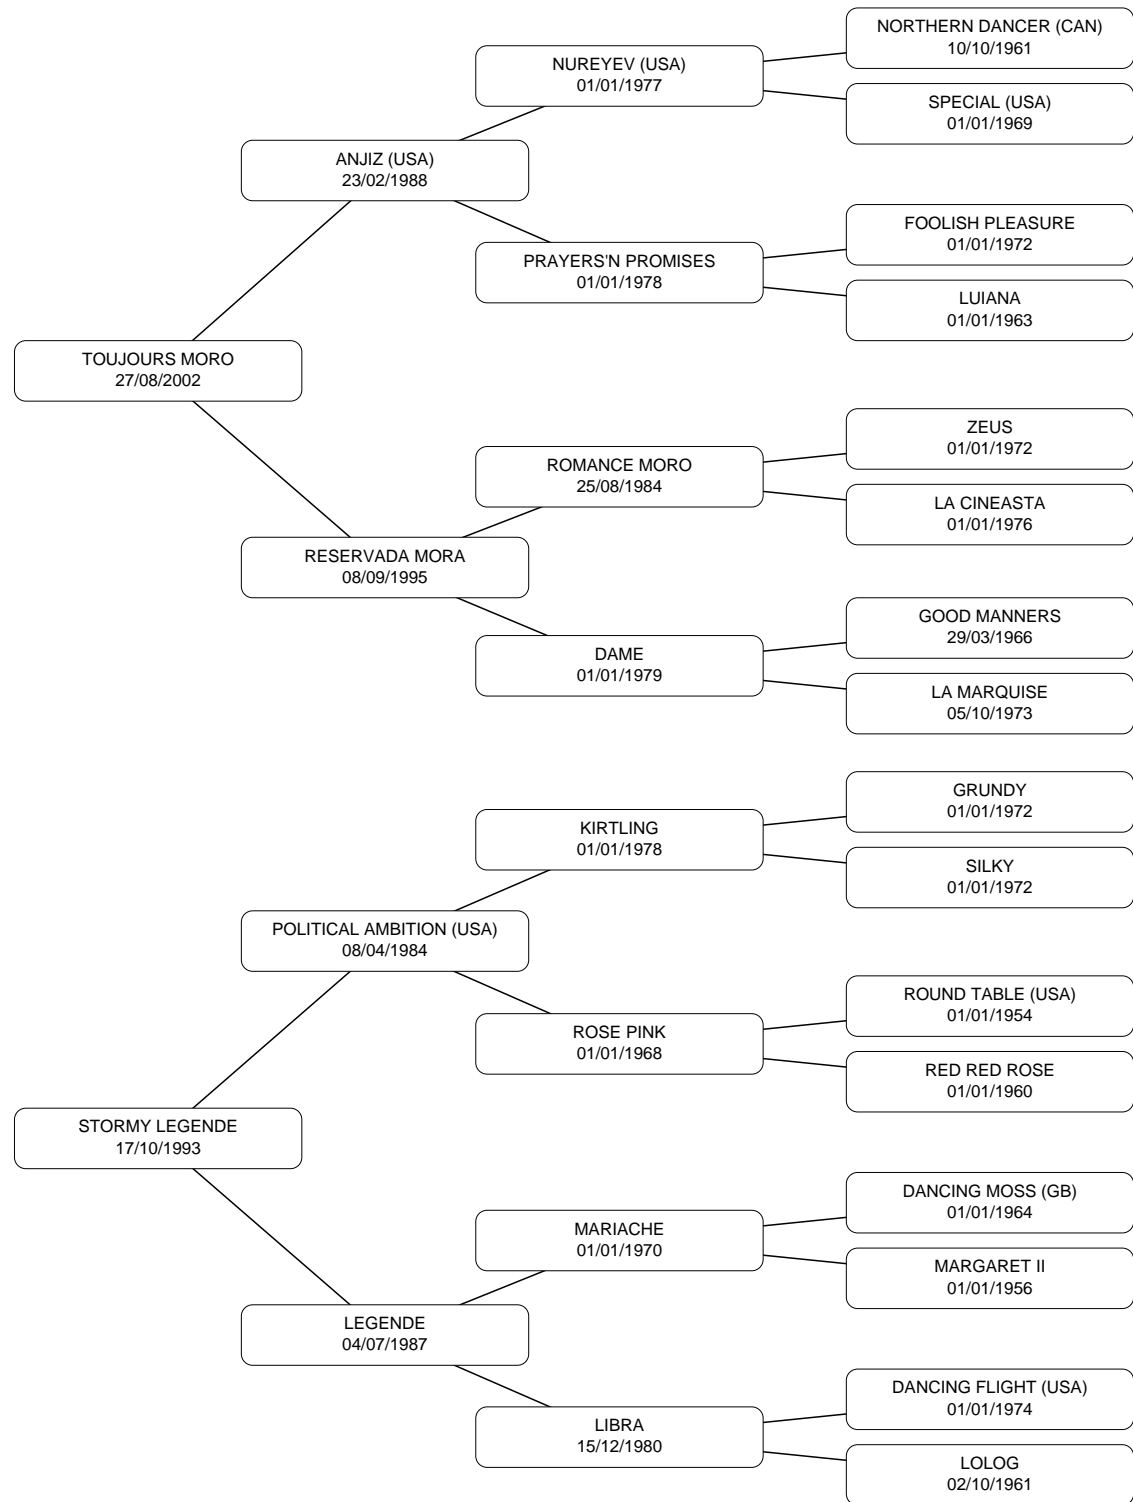 NORTHERN DANCER (CAN)
10/10/1961
NUREYEV (USA)
01/01/1977
SPECIAL (USA)
01/01/1969
ANJIZ (USA)
23/02/1988
FOOLISH PLEASURE
01/01/1972
PRAYERS'N PROMISES
01/01/1978
LUIANA
01/01/1963
TOUJOURS MORO
27/08/2002
ZEUS
01/01/1972
ROMANCE MORO
25/08/1984
LA CINEASTA
01/01/1976
RESERVADA MORA
08/09/1995
GOOD MANNERS
29/03/1966
DAME
01/01/1979
LA MARQUISE
05/10/1973
GRUNDY
01/01/1972
KIRTLING
01/01/1978
SILKY
01/01/1972
POLITICAL AMBITION (USA)
08/04/1984
ROUND TABLE (USA)
01/01/1954
ROSE PINK
01/01/1968
RED RED ROSE
01/01/1960
STORMY LEGENDE
17/10/1993
DANCING MOSS (GB)
01/01/1964
MARIACHE
01/01/1970
MARGARET II
01/01/1956
LEGENDE
04/07/1987
DANCING FLIGHT (USA)
01/01/1974
LIBRA
15/12/1980
LOLOG
02/10/1961